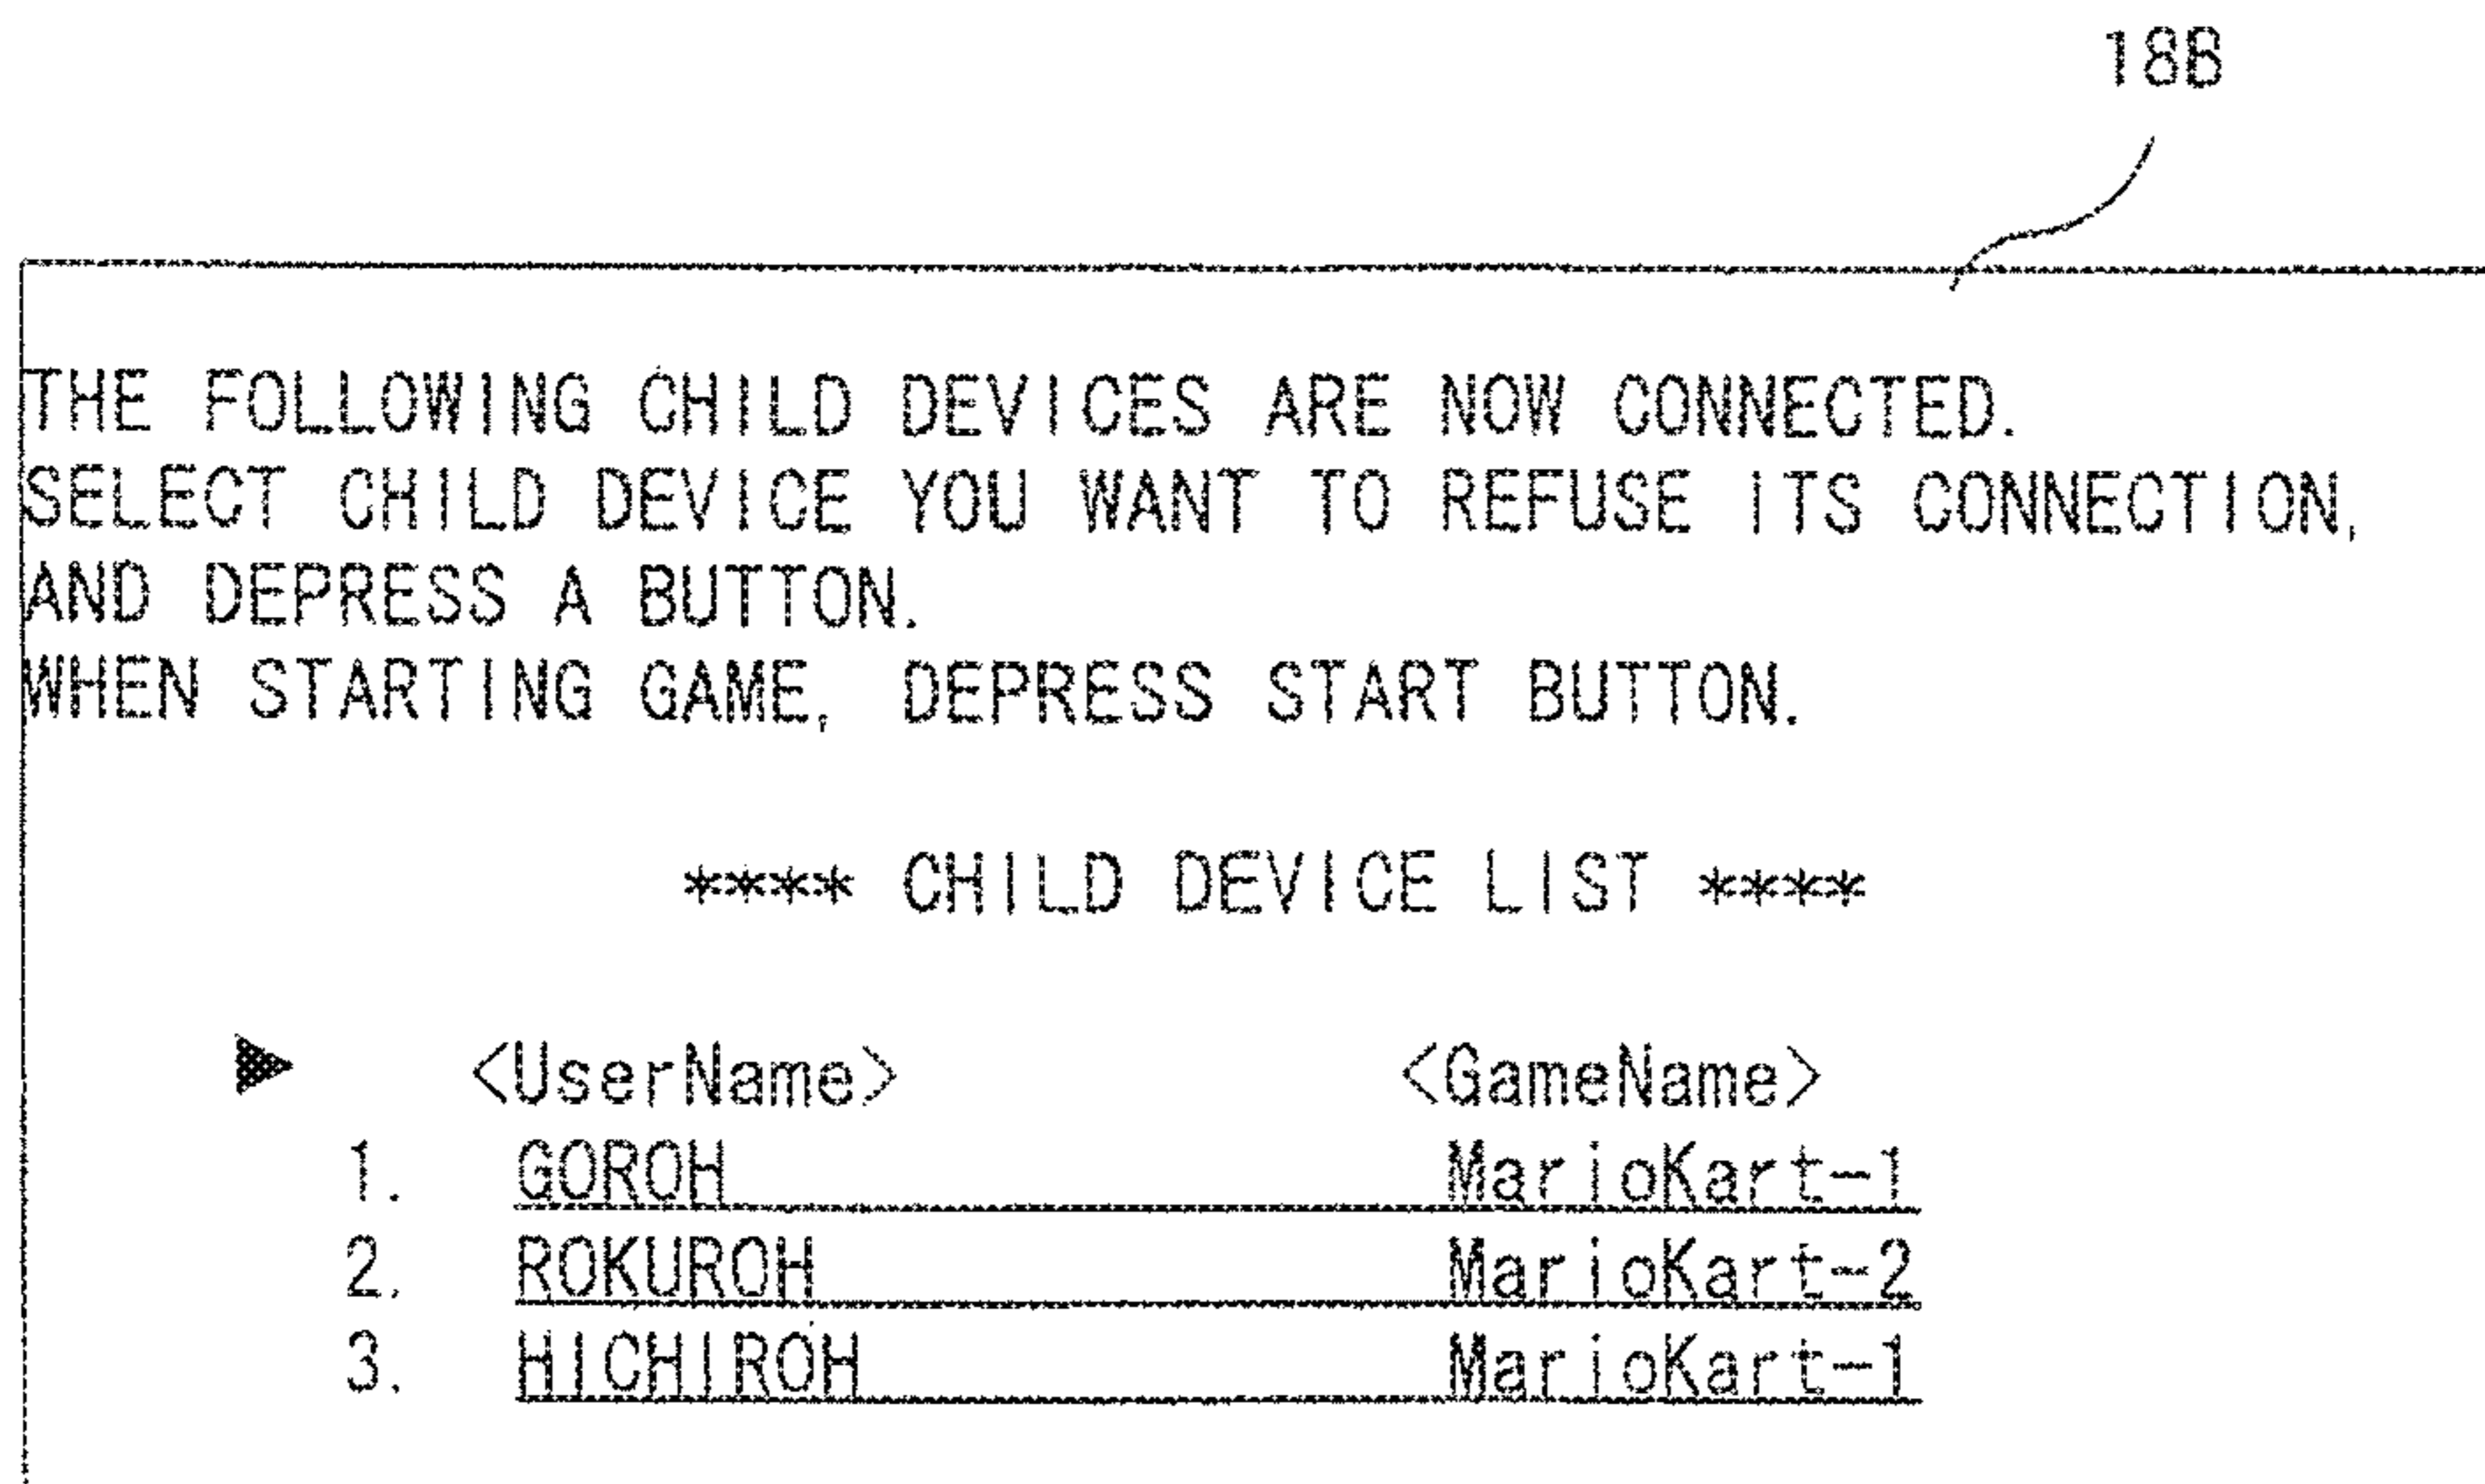 18B
THE FOLLOWING CHILD DEVICES ARE NOW CONNECTED.
SELECT CHILD DEVICE YOU WANT TO REFUSE ITS CONNECTION,
AND DEPRESS A BUTTON.
WHEN STARTING GAME, DEPRESS START BUTTON.
**** CHILD DEVICE LIST ****
<UserName> <GameName>
1. GOROH MarioKart-1
2. ROKUROH MarioKart-2
3. HICHIROH MarioKart-1